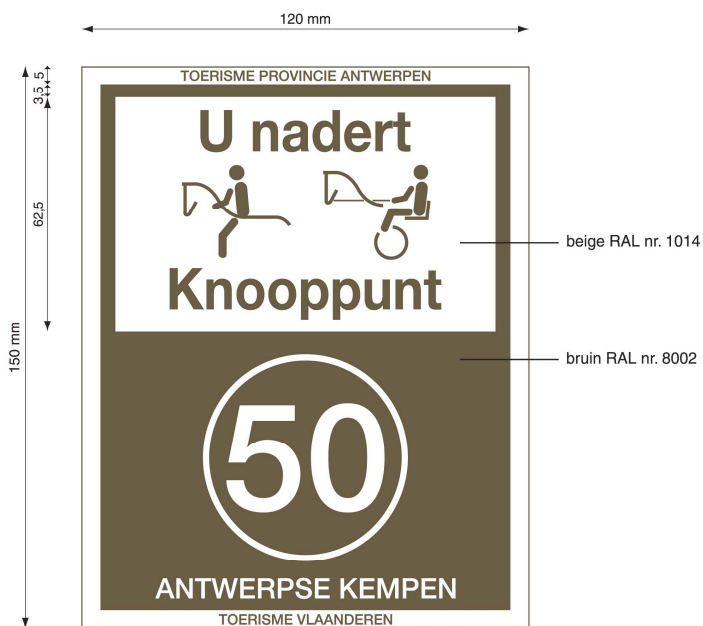 120 mm
TOERISME PROVINCIE ANTWERPEN
5
3,5
U nadert
62,5
beige RAL nr. 1014
Knooppunt
150 mm
bruin RAL nr. 8002
50
ANTWERPSE KEMPEN
TOERISME VLAANDEREN